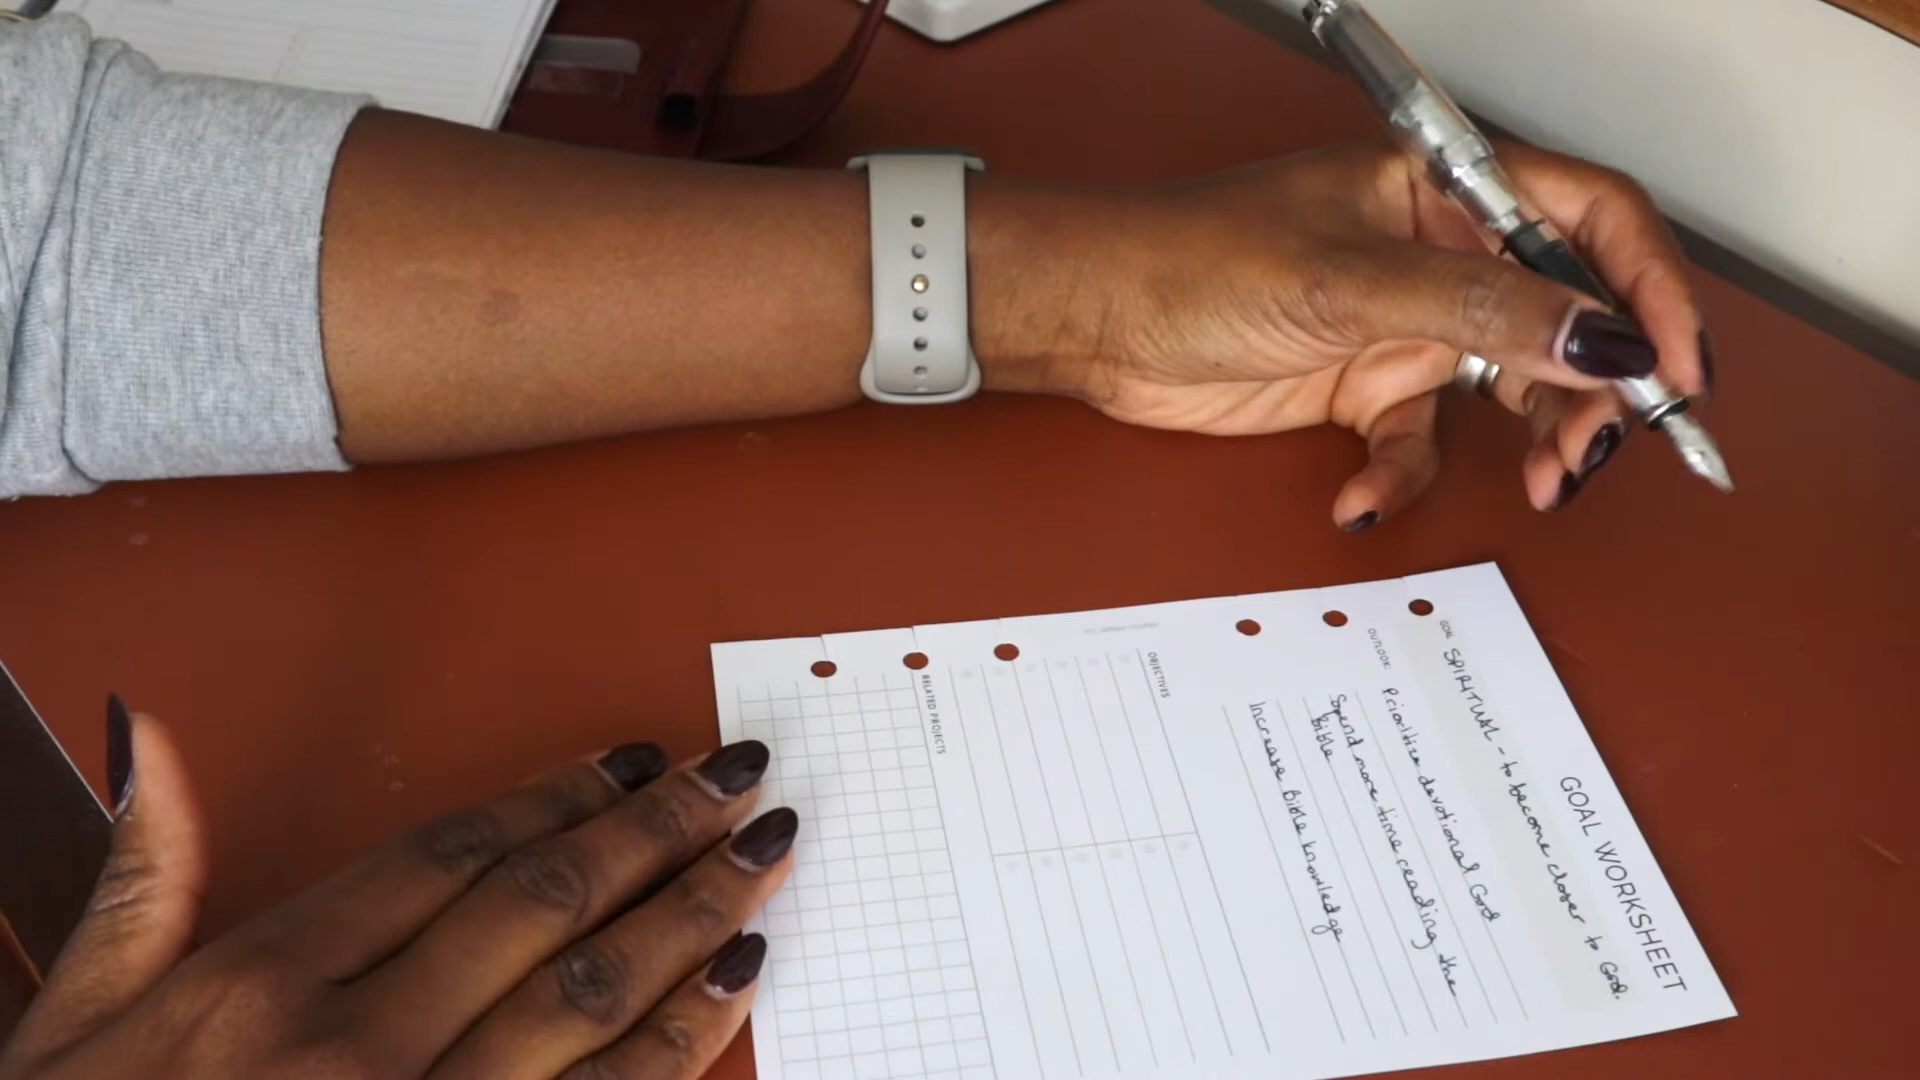 GOAL WORKSHEET
GOAL: SPIRITUAL - to become closer to God.
OUTLOOK: Prioritize devotional God
Spend more time reading the
Bible
Increase Bible knowledge
OBJECTIVES
RELATED PROJECTS